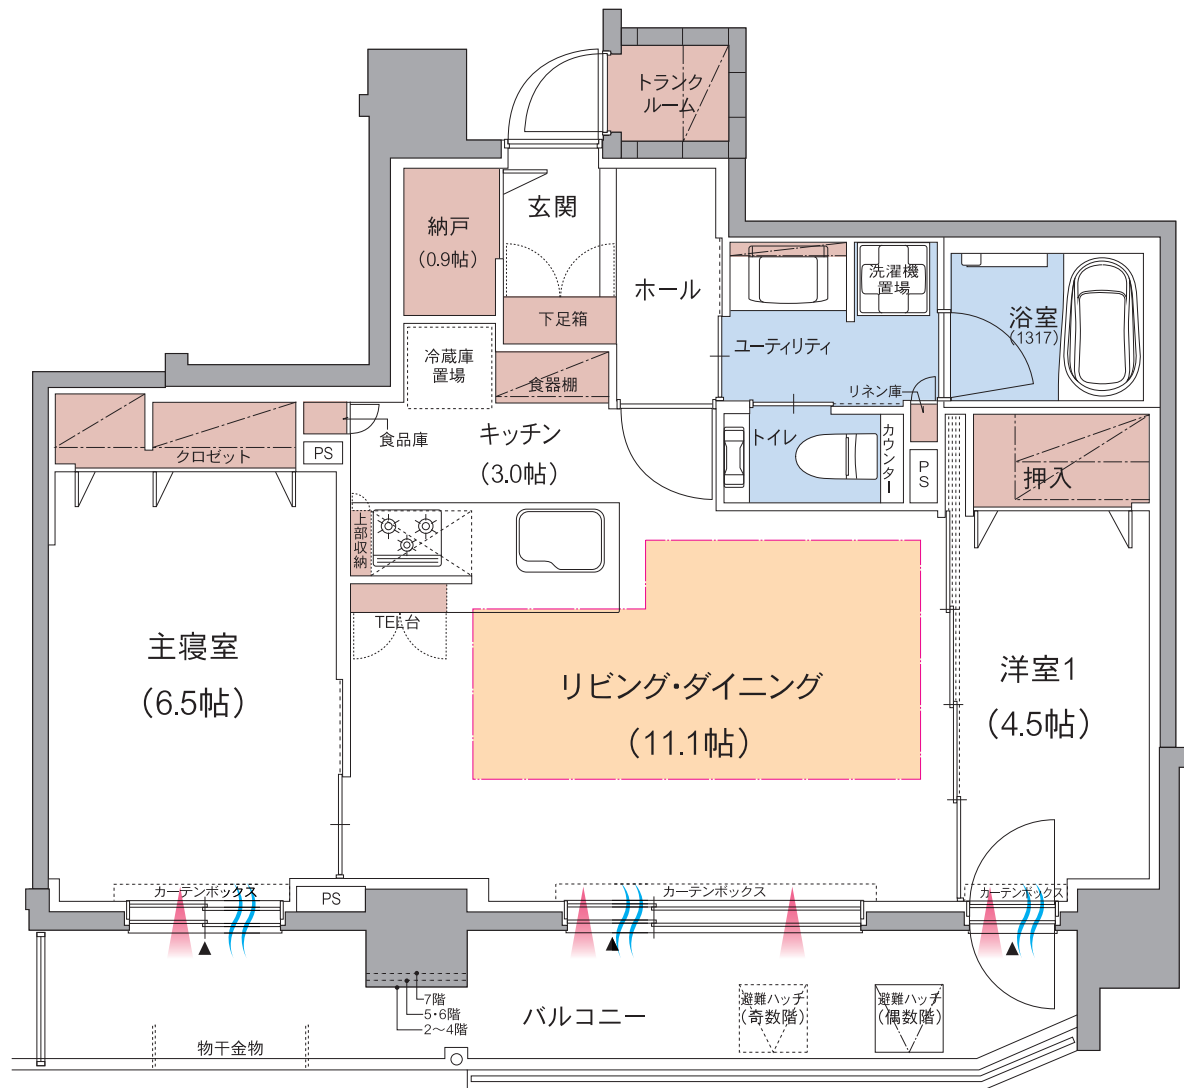 トランク
ルーム
玄関
納戸
(0.9帖)
ホール
洗濯機
置場
浴室
(1317)
下足箱
ユーティリティ
冷蔵庫
置場
食器棚
リネン庫
食品庫
キッチン
(3.0帖)
トイレ
カウンター
クロゼット
PS
PS
押入
上部収納
TEL台
主寝室
(6.5帖)
リビング・ダイニング
(11.1帖)
洋室1
(4.5帖)
カーテンボックス
PS
カーテンボックス
カーテンボックス
7階
5・6階
2〜4階
バルコニー
避難ハッチ
(奇数階)
避難ハッチ
(偶数階)
物干金物